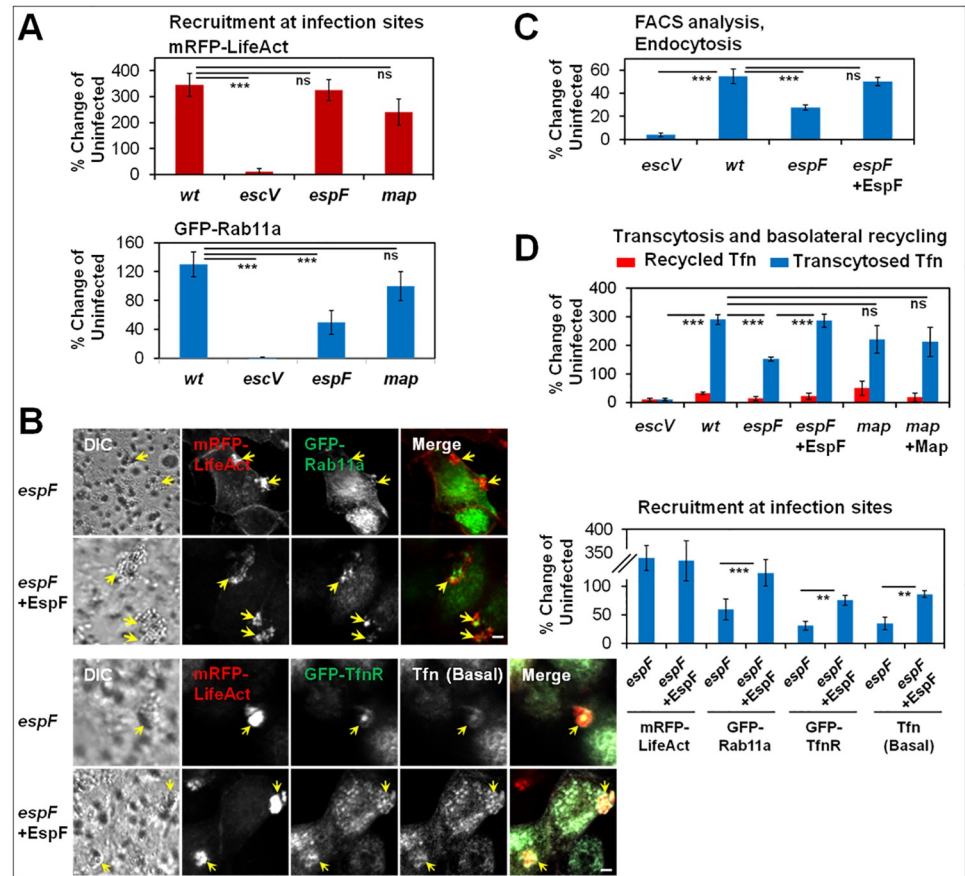 A
Recruitment at infection sites
mRFP-LifeAct
% Change of
Uninfected
400
300
200
100
0
***
ns
ns
wt escV espF map
GFP-Rab11a
% Change of
Uninfected
160
120
80
40
0
***
***
ns
wt escV espF map
B
DIC mRFP-LifeAct GFP-Rab11a Merge
espF
espF
+EspF
DIC mRFP-LifeAct GFP-TfnR Tfn (Basal) Merge
espF
espF
+EspF
C
FACS analysis,
Endocytosis
% Change of
Uninfected
60
40
20
0
***
***
ns
escV wt espF espF
+EspF
D
Transcytosis and basolateral recycling
Recycled Tfn Transcytosed Tfn
% Change of
Uninfected
400
300
200
100
0
*** *** *** ns ns
escV wt espF espF map map
+EspF +Map
Recruitment at infection sites
% Change of
Uninfected
400
350
100
50
0
*** ** **
espF espF +EspF espF espF +EspF espF espF +EspF espF espF +EspF
mRFP- GFP- GFP- Tfn
LifeAct Rab11a TfnR (Basal)